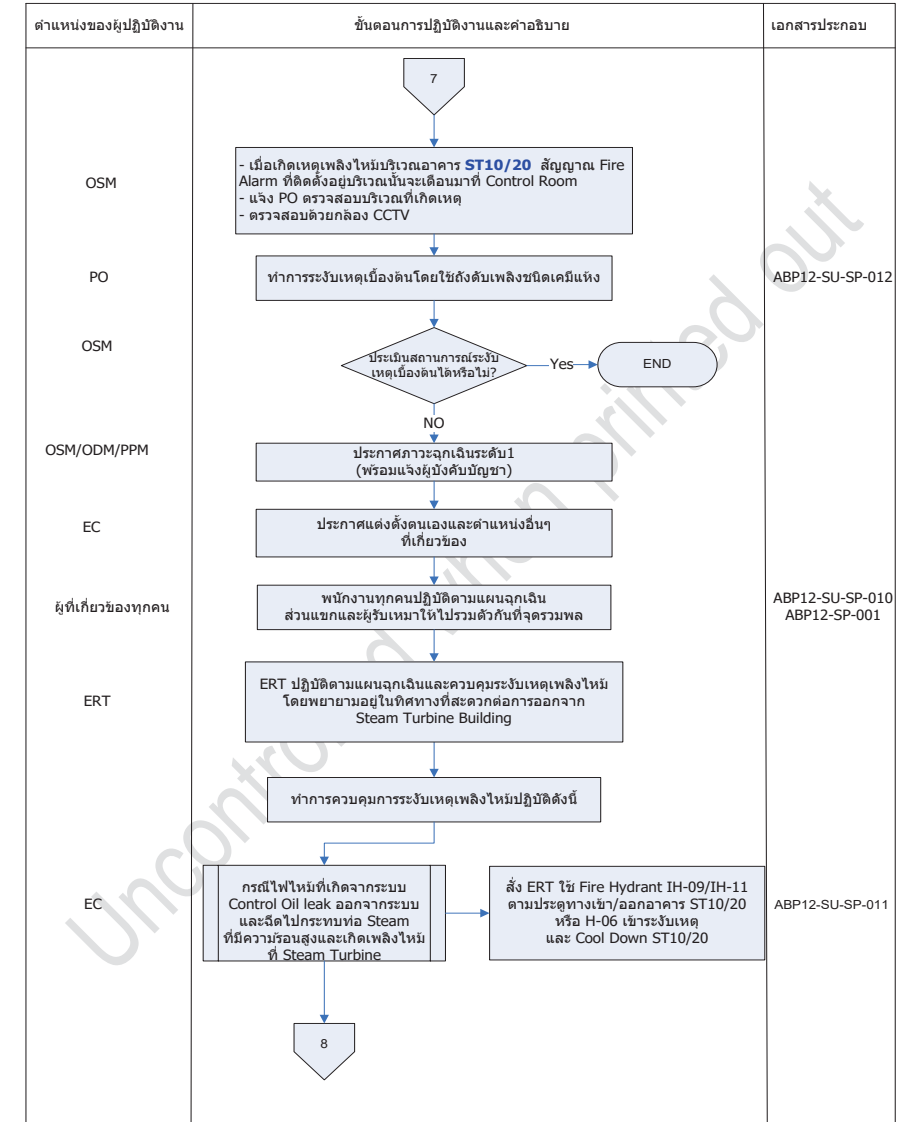 ตำแหน่งของผู้ปฏิบัติงาน
ขั้นตอนการปฏิบัติงานและคำอธิบาย
เอกสารประกอบ
7
OSM
- เมื่อเกิดเหตุเพลิงไหม้บริเวณอาคาร ST10/20 สัญญาณ Fire
Alarm ที่ติดตั้งอยู่บริเวณนั้นจะเตือนมาที่ Control Room
- แจ้ง PO ตรวจสอบบริเวณที่เกิดเหตุ
- ตรวจสอบด้วยกล้อง CCTV
PO
ทำการระงับเหตุเบื้องต้นโดยใช้ถังดับเพลิงชนิดเคมีแห้ง
ABP12-SU-SP-012
OSM
ประเมินสถานการณ์ระงับ
เหตุเบื้องต้นได้หรือไม่?
Yes
END
NO
OSM/ODM/PPM
ประกาศภาวะฉุกเฉินระดับ1
(พร้อมแจ้งผู้บังคับบัญชา)
EC
ประกาศแต่งตั้งตนเองและตำแหน่งอื่นๆ
ที่เกี่ยวข้อง
ผู้ที่เกี่ยวข้องทุกคน
พนักงานทุกคนปฏิบัติตามแผนฉุกเฉิน
ส่วนแขกและผู้รับเหมาให้ไปรวมตัวกันที่จุดรวมพล
ABP12-SU-SP-010
ABP12-SP-001
ERT
ERT ปฏิบัติตามแผนฉุกเฉินและควบคุมระงับเหตุเพลิงไหม้
โดยพยายามอยู่ในทิศทางที่สะดวกต่อการออกจาก
Steam Turbine Building
ทำการควบคุมการระงับเหตุเพลิงไหม้ปฏิบัติดังนี้
EC
กรณีไฟไหม้ที่เกิดจากระบบ
Control Oil leak ออกจากระบบ
และฉีดไปกระทบท่อ Steam
ที่มีความร้อนสูงและเกิดเพลิงไหม้
ที่ Steam Turbine
สั่ง ERT ใช้ Fire Hydrant IH-09/IH-11
ตามประตูทางเข้า/ออกอาคาร ST10/20
หรือ H-06 เข้าระงับเหตุ
และ Cool Down ST10/20
ABP12-SU-SP-011
8
Uncontrolled when printed out